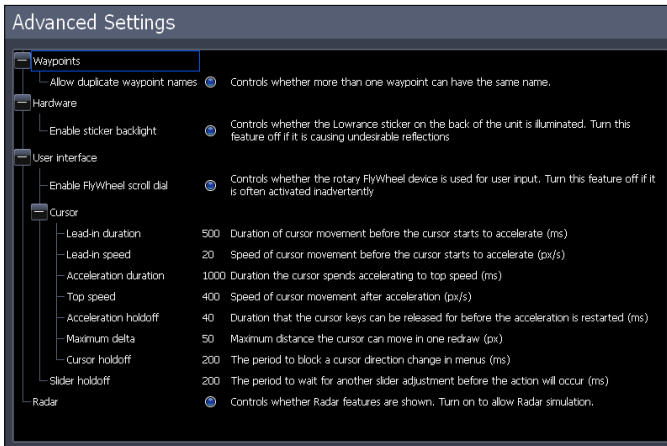 Advanced Settings
Waypoints
Allow duplicate waypoint names Controls whether more than one waypoint can have the same name.
Hardware
Enable sticker backlight Controls whether the Lowrance sticker on the back of the unit is illuminated. Turn this
feature off if it is causing undesirable reflections
User interface
Enable FlyWheel scroll dial Controls whether the rotary FlyWheel device is used for user input. Turn this feature off if it
is often activated inadvertently
Cursor
Lead-in duration 500 Duration of cursor movement before the cursor starts to accelerate (ms)
Lead-in speed 20 Speed of cursor movement before the cursor starts to accelerate (px/s)
Acceleration duration 1000 Duration the cursor spends accelerating to top speed (ms)
Top speed 400 Speed of cursor movement after acceleration (px/s)
Acceleration holdoff 40 Duration that the cursor keys can be released for before the acceleration is restarted (ms)
Maximum delta 50 Maximum distance the cursor can move in one redraw (px)
Cursor holdoff 200 The period to block a cursor direction change in menus (ms)
Slider holdoff 200 The period to wait for another slider adjustment before the action will occur (ms)
Radar Controls whether Radar features are shown. Turn on to allow Radar simulation.